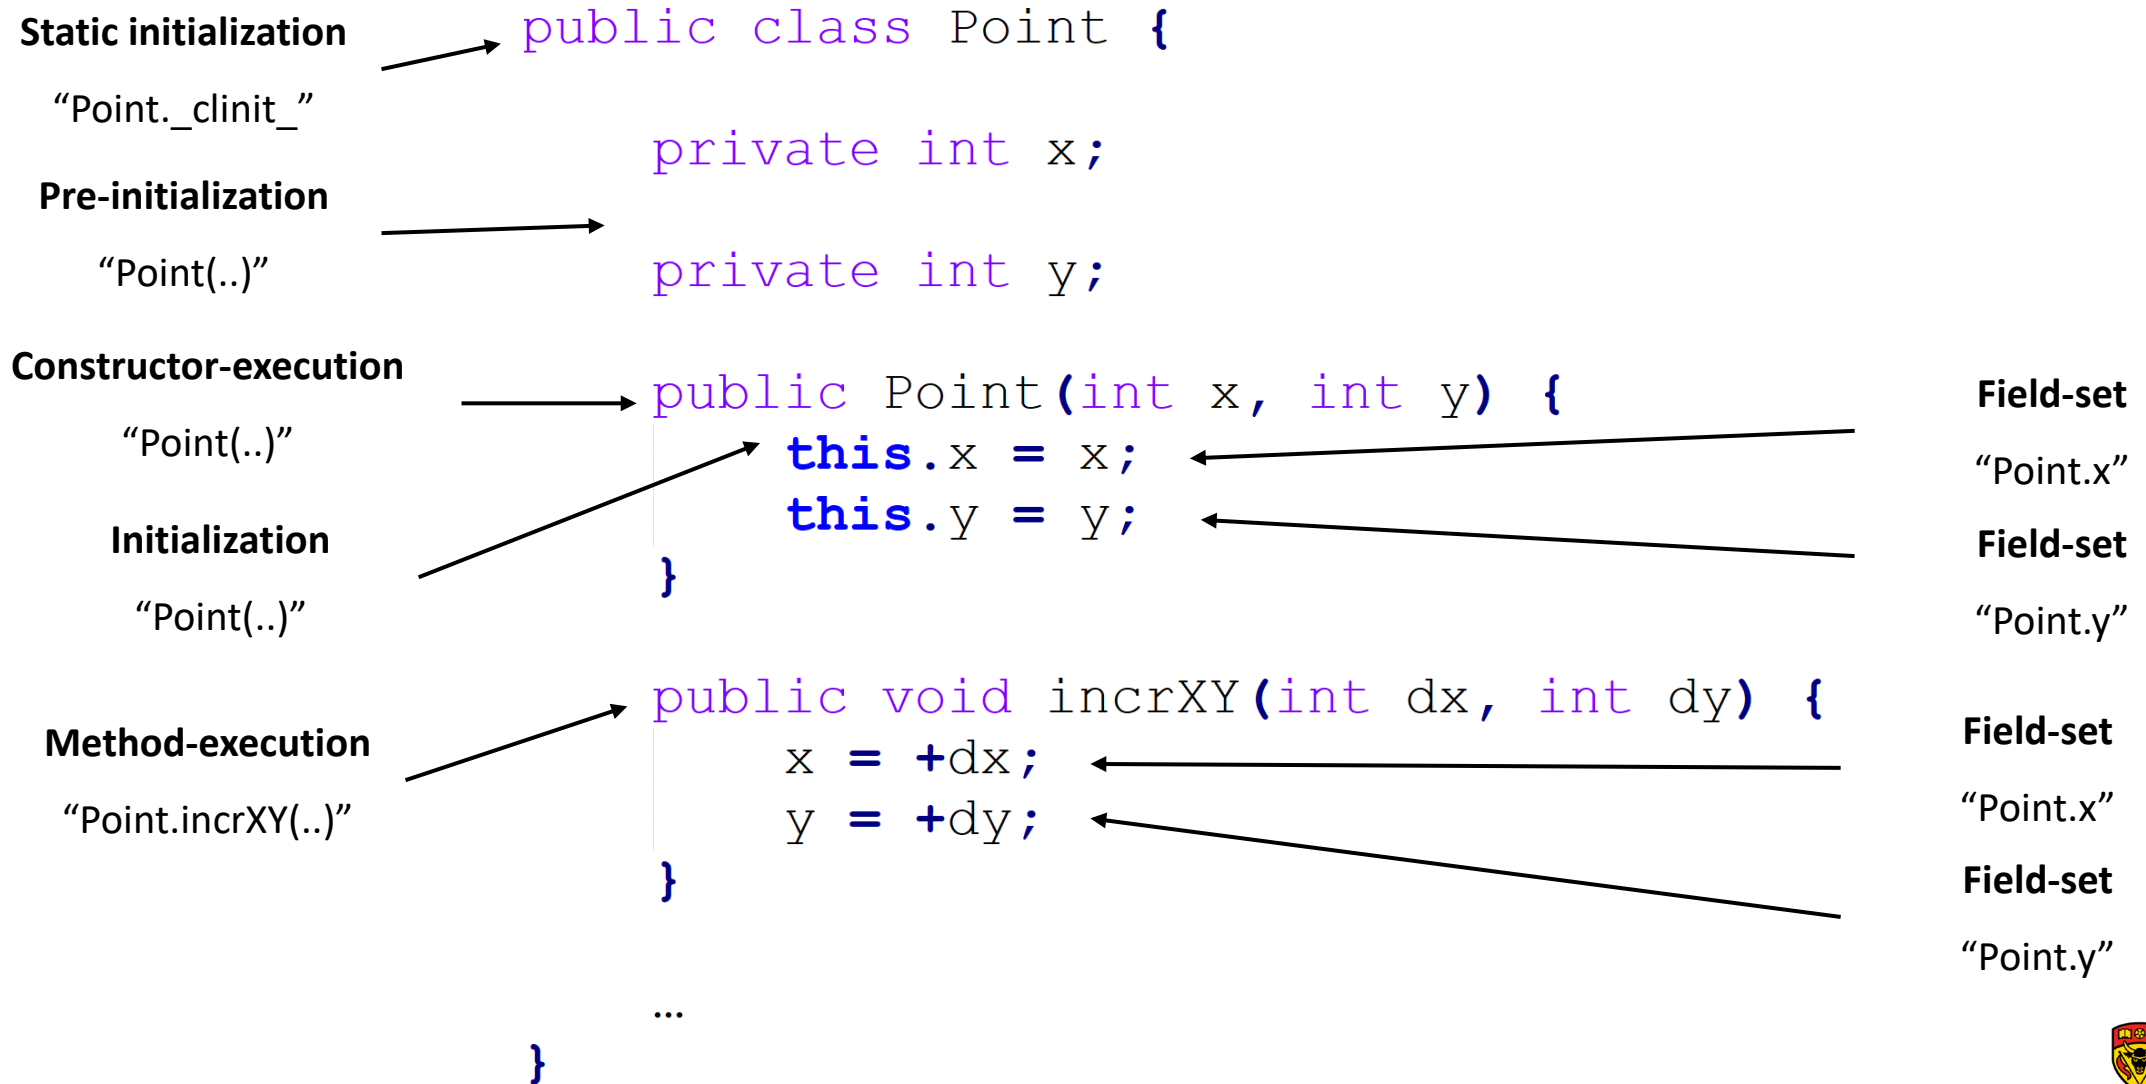 Static initialization
“Point._clinit_”
Pre-initialization
“Point(..)”
Constructor-execution
“Point(..)”
Initialization
“Point(..)”
Method-execution
“Point.incrXY(..)”
public class Point {
private int x;
private int y;
public Point(int x, int y) {
this.x = x;
this.y = y;
}
public void incrXY(int dx, int dy) {
x = +dx;
y = +dy;
}
…
}
Field-set
“Point.x”
Field-set
“Point.y”
Field-set
“Point.x”
Field-set
“Point.y”